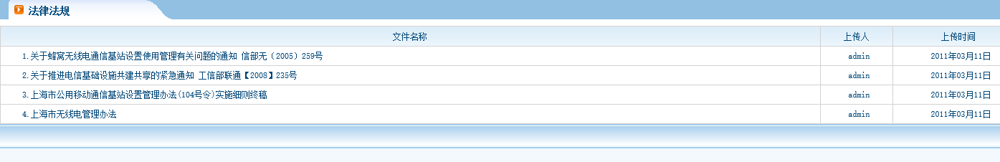 法律法规
文件名称 上传人 上传时间
1.关于蜂窝无线电通信基站设置使用管理有关问题的通知 信部无（2005）259号 admin 2011年03月11日
2.关于推进电信基础设施共建共享的紧急通知 工信部联通【2008】235号 admin 2011年03月11日
3.上海市公用移动通信基站设置管理办法(104号令)实施细则终稿 admin 2011年03月11日
4.上海市无线电管理办法 admin 2011年03月11日